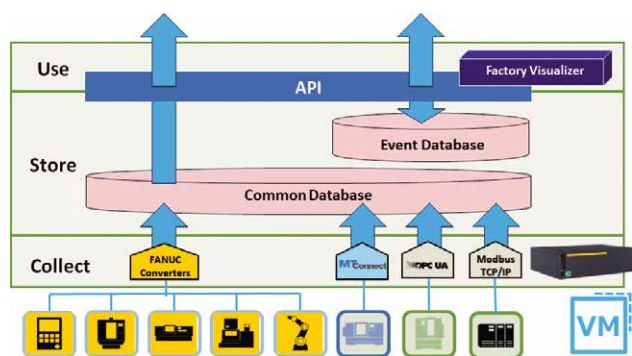 Use
API
Factory Visualizer
Store
Event Database
Common Database
Collect
FANUC
Converters
MTConnect
OPC UA
Modbus
TCP/IP
VM